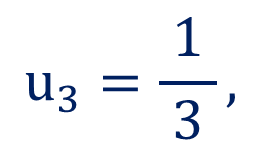 u₃ = 1/3,